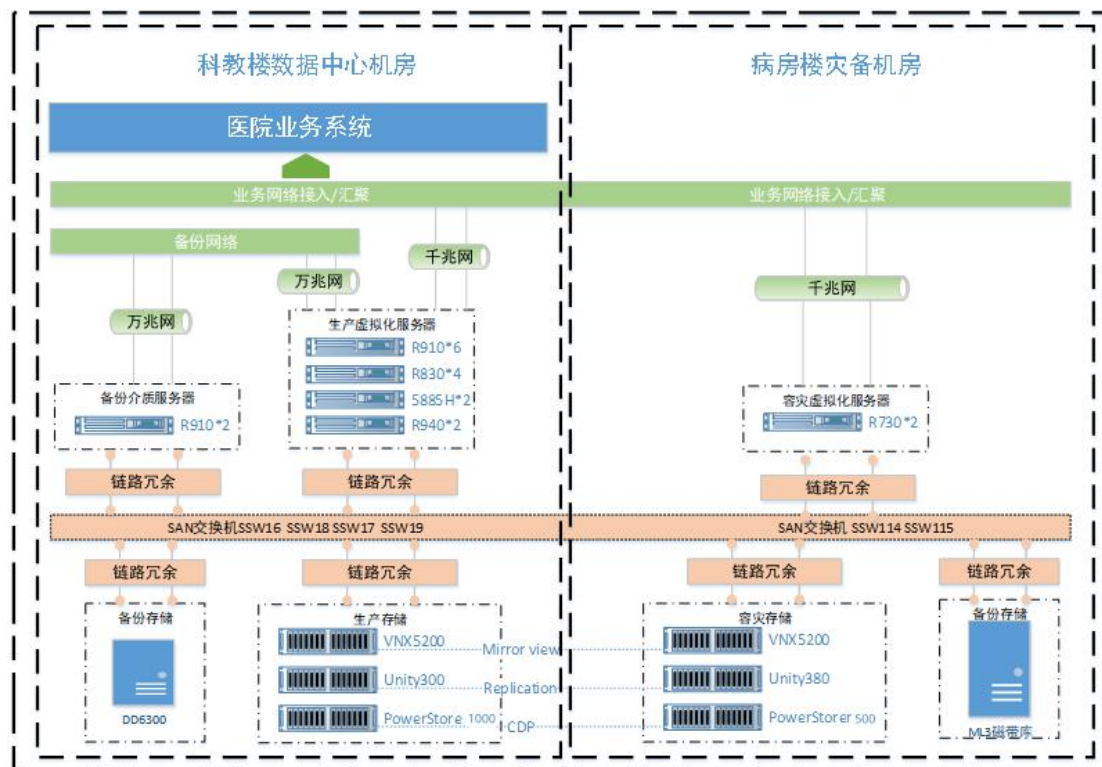 科教楼数据中心机房
病房楼灾备机房
医院业务系统
业务网络接入/汇聚
业务网络接入/汇聚
备份网络
千兆网
万兆网
千兆网
万兆网
生产虚拟化服务器
R910*6
R830*4
5885H*2
R940*2
备份介质服务器
R910*2
容灾虚拟化服务器
R730*2
链路冗余
链路冗余
链路冗余
SAN交换机SSW16 SSW18 SSW17 SSW19
SAN交换机 SSW114 SSW115
链路冗余
链路冗余
链路冗余
链路冗余
备份存储
DD6300
生产存储
VNX5200
Unity300
PowerStore 1000
Mirror view
Replication
CDP
容灾存储
VNX5200
Unity380
PowerStorer 500
备份存储
ML3磁带库